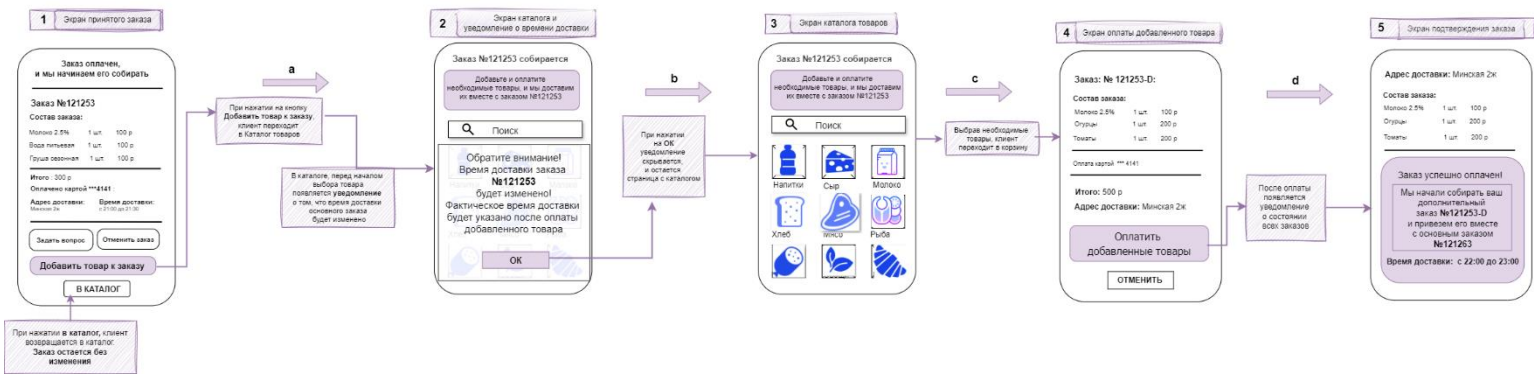 1 Экран принятого заказа
Заказ оплачен,
и мы начинаем его собирать
Заказ №121253
Состав заказа:
Молоко 2.5% 1 шт. 100 р
Вода питьевая 1 шт. 100 р
Груша сезонная 1 шт. 100 р
Итого : 300 р
Оплачено картой ***4141
Адрес доставки: Время доставки:
Минская 2ж с 21:00 до 21:30
Задать вопрос Отменить заказ
Добавить товар к заказу
В КАТАЛОГ
При нажатии в каталог, клиент
возвращается в каталог.
Заказ остается без
изменения
a
При нажатии на кнопку
Добавить товар к заказу,
клиент переходит
в Каталог товаров
В каталоге, перед началом
выбора товара
появляется уведомление
о том, что время доставки
основного заказа
будет изменено
2 Экран каталога и
уведомление о времени доставки
Заказ №121253 собирается
Добавьте и оплатите
необходимые товары, и мы доставим
их вместе с заказом №121253
Поиск
Обратите внимание!
Время доставки заказа
№121253
будет изменено!
Фактическое время доставки
будет указано после оплаты
добавленного товара
ОК
b
При нажатии
на ОК
уведомление
скрывается,
и остается
страница с каталогом
3 Экран каталога товаров
Заказ №121253 собирается
Добавьте и оплатите
необходимые товары, и мы доставим
их вместе с заказом №121253
Поиск
Напитки Сыр Молоко
Хлеб Мясо Рыба
c
Выбрав необходимые
товары, клиент
переходит в корзину
4 Экран оплаты добавленного товара
Заказ: № 121253-D:
Состав заказа:
Молоко 2.5% 1 шт. 100 р
Огурцы 1 шт. 200 р
Томаты 1 шт. 200 р
Оплата картой *** 4141
Итого: 500 р
Адрес доставки: Минская 2ж
Оплатить
добавленные товары
ОТМЕНИТЬ
d
После оплаты
появляется
уведомление
о состоянии
всех заказов
5 Экран подтверждения заказа
Адрес доставки: Минская 2ж
Состав заказа:
Молоко 2.5% 1 шт. 100 р
Огурцы 1 шт. 200 р
Томаты 1 шт. 200 р
Заказ успешно оплачен!
Мы начали собирать ваш
дополнительный
заказ №121253-D
и привезем его вместе
с основным заказом
№121263
Время доставки: с 22:00 до 23:00